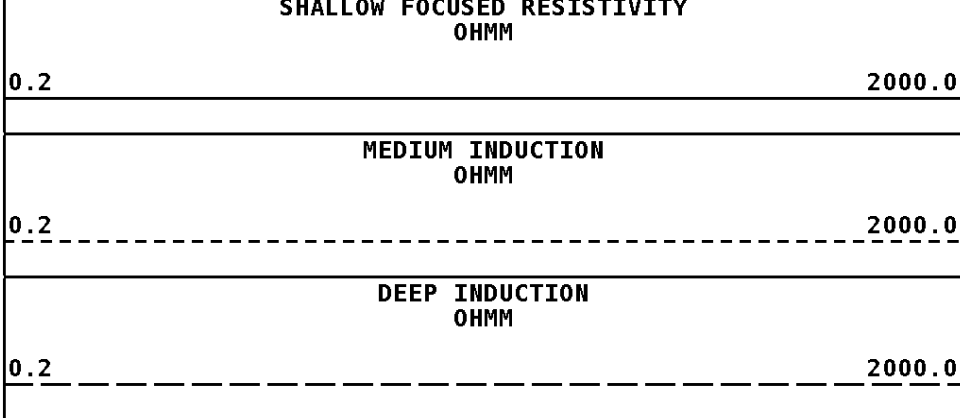 SHALLOW FOCUSED RESISTIVITY
OHMM
0.2 2000.0
MEDIUM INDUCTION
OHMM
0.2 2000.0
DEEP INDUCTION
OHMM
0.2 2000.0